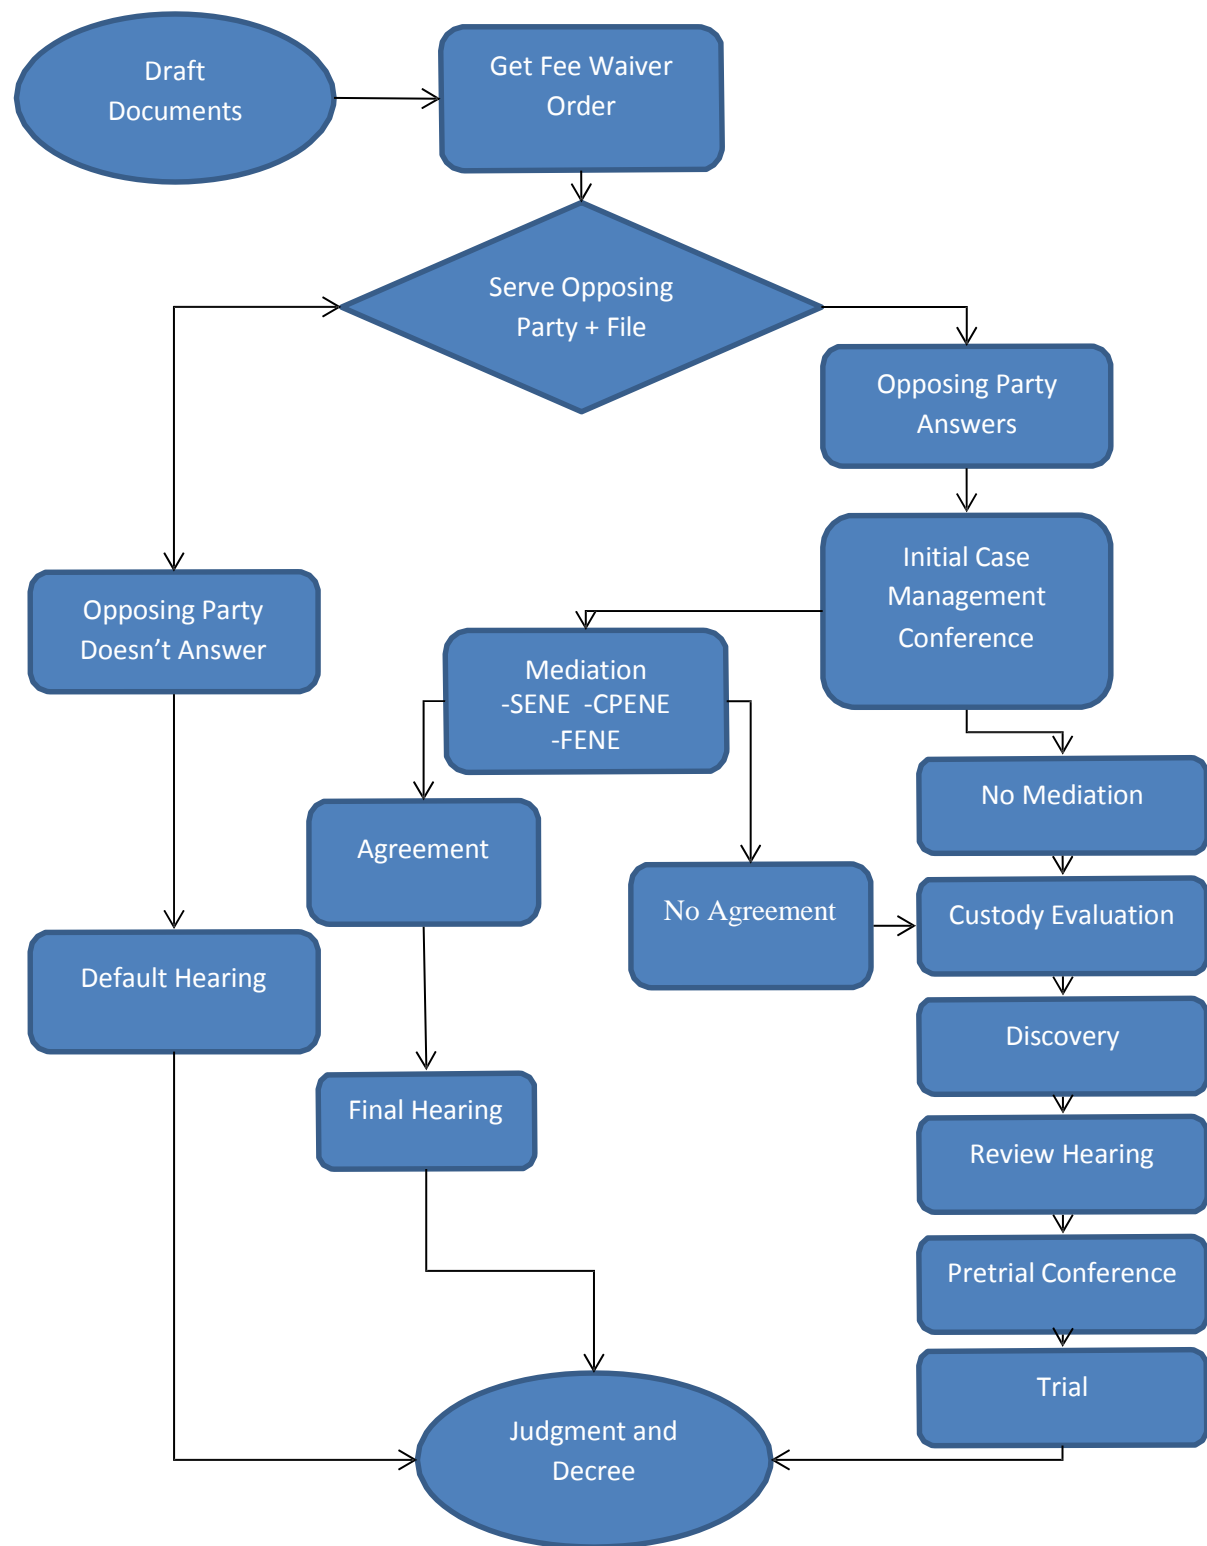 Draft
Documents
Get Fee Waiver
Order
Serve Opposing
Party + File
Opposing Party
Answers
Initial Case
Management
Conference
Opposing Party
Doesn’t Answer
Mediation
-SENE  -CPENE
-FENE
No Mediation
Agreement
No Agreement
Custody Evaluation
Default Hearing
Discovery
Final Hearing
Review Hearing
Pretrial Conference
Trial
Judgment and
Decree